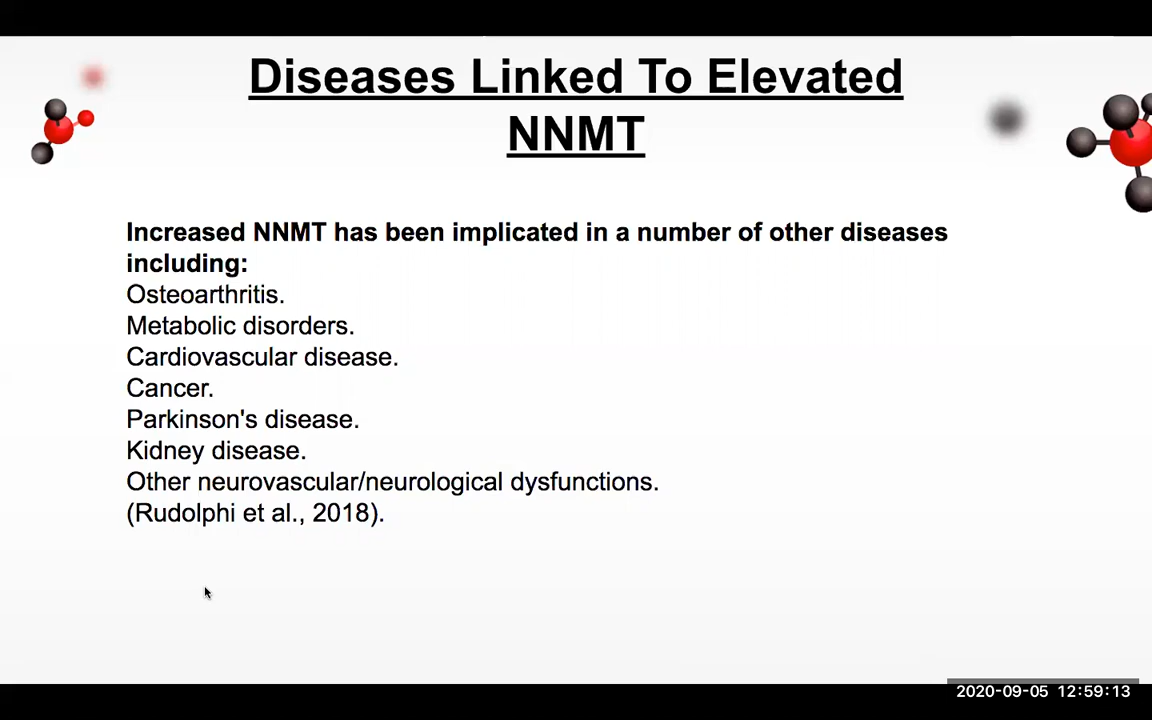 Diseases Linked To Elevated
NNMT
Increased NNMT has been implicated in a number of other diseases
including:
Osteoarthritis.
Metabolic disorders.
Cardiovascular disease.
Cancer.
Parkinson's disease.
Kidney disease.
Other neurovascular/neurological dysfunctions.
(Rudolphi et al., 2018).
2020-09-05 12:59:13